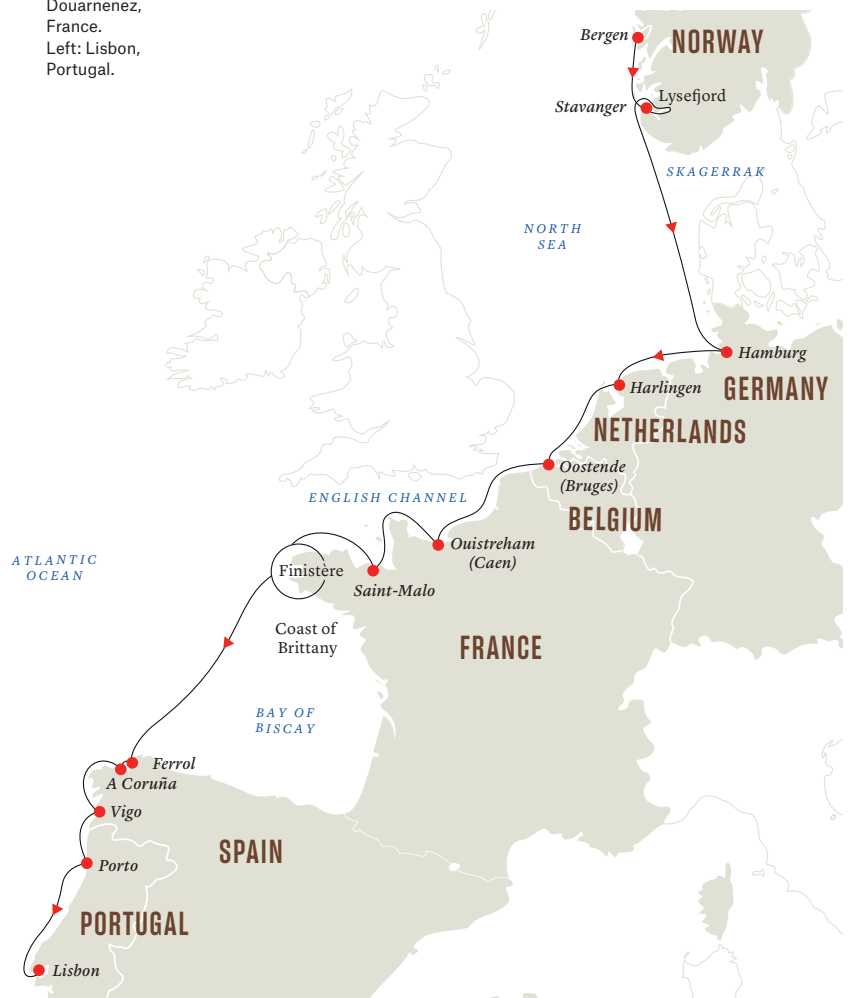 Douarnenez,
France.
Left: Lisbon,
Portugal.
Bergen
NORWAY
Lysefjord
Stavanger
SKAGERRAK
NORTH
SEA
Hamburg
Harlingen
GERMANY
NETHERLANDS
Oostende
(Bruges)
ENGLISH CHANNEL
BELGIUM
Ouistreham
(Caen)
ATLANTIC
OCEAN
Finistère
Saint-Malo
Coast of
Brittany
FRANCE
BAY OF
BISCAY
Ferrol
A Coruña
Vigo
SPAIN
Porto
PORTUGAL
Lisbon